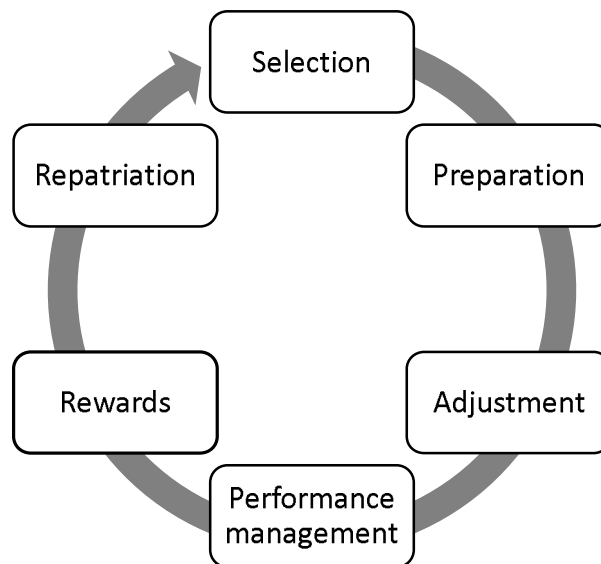 Selection
Preparation
Adjustment
Performance
management
Rewards
Repatriation